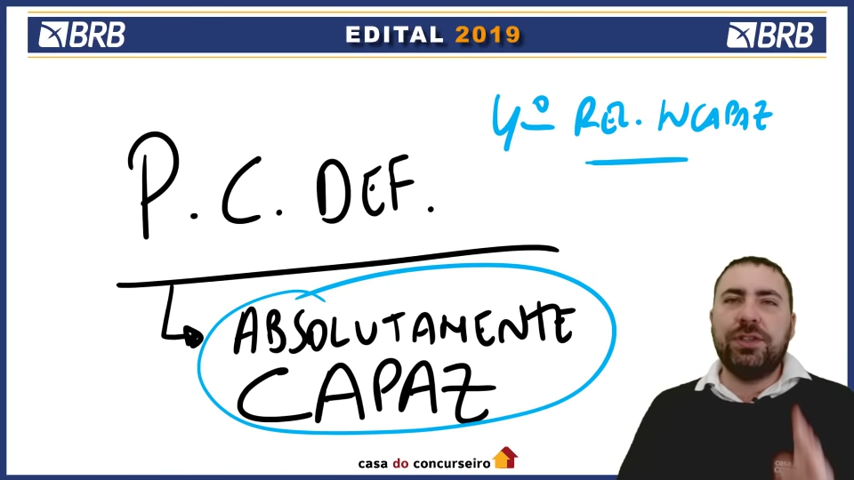 BRB
EDITAL 2019
BRB
4º REL. INCAPAZ
P. C. DEF.
ABSOLUTAMENTE
CAPAZ
casa do concurseiro